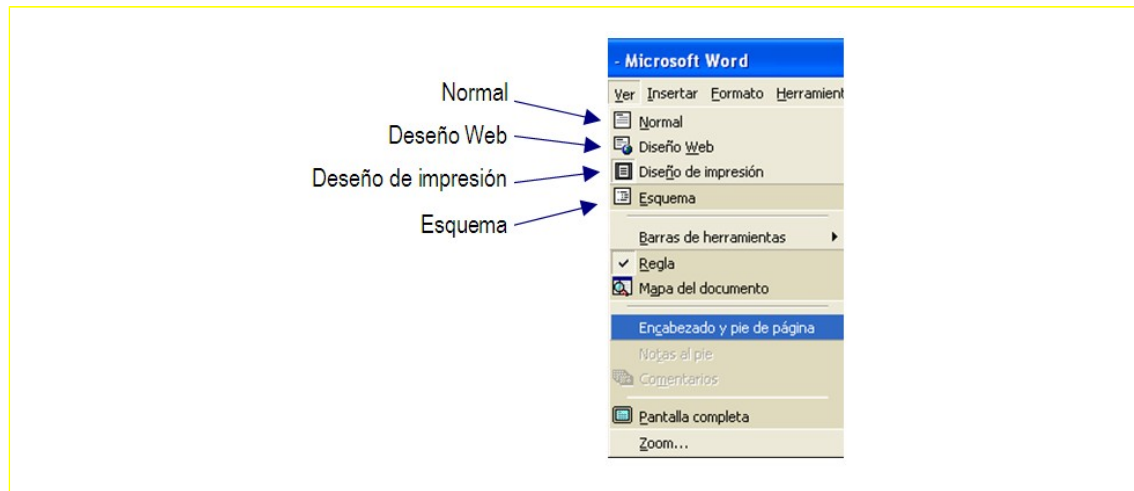 Normal
Deseño Web
Deseño de impresión
Esquema
- Microsoft Word
Ver Insertar Formato Herramient
Normal
Diseño Web
Diseño de impresión
Esquema
Barras de herramientas
Regla
Mapa del documento
Encabezado y pie de página
Notas al pie
Comentarios
Pantalla completa
Zoom...